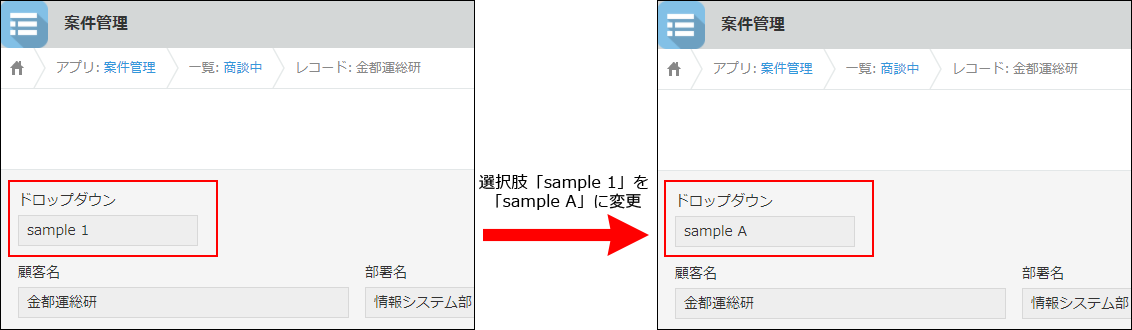 案件管理
アプリ: 案件管理 一覧: 商談中 レコード: 金都運総研
ドロップダウン
sample 1
顧客名 部署名
金都運総研 情報システム部
選択肢「sample 1」を
「sample A」に変更
案件管理
アプリ: 案件管理 一覧: 商談中 レコード: 金都運総研
ドロップダウン
sample A
顧客名 部署名
金都運総研 情報システム部